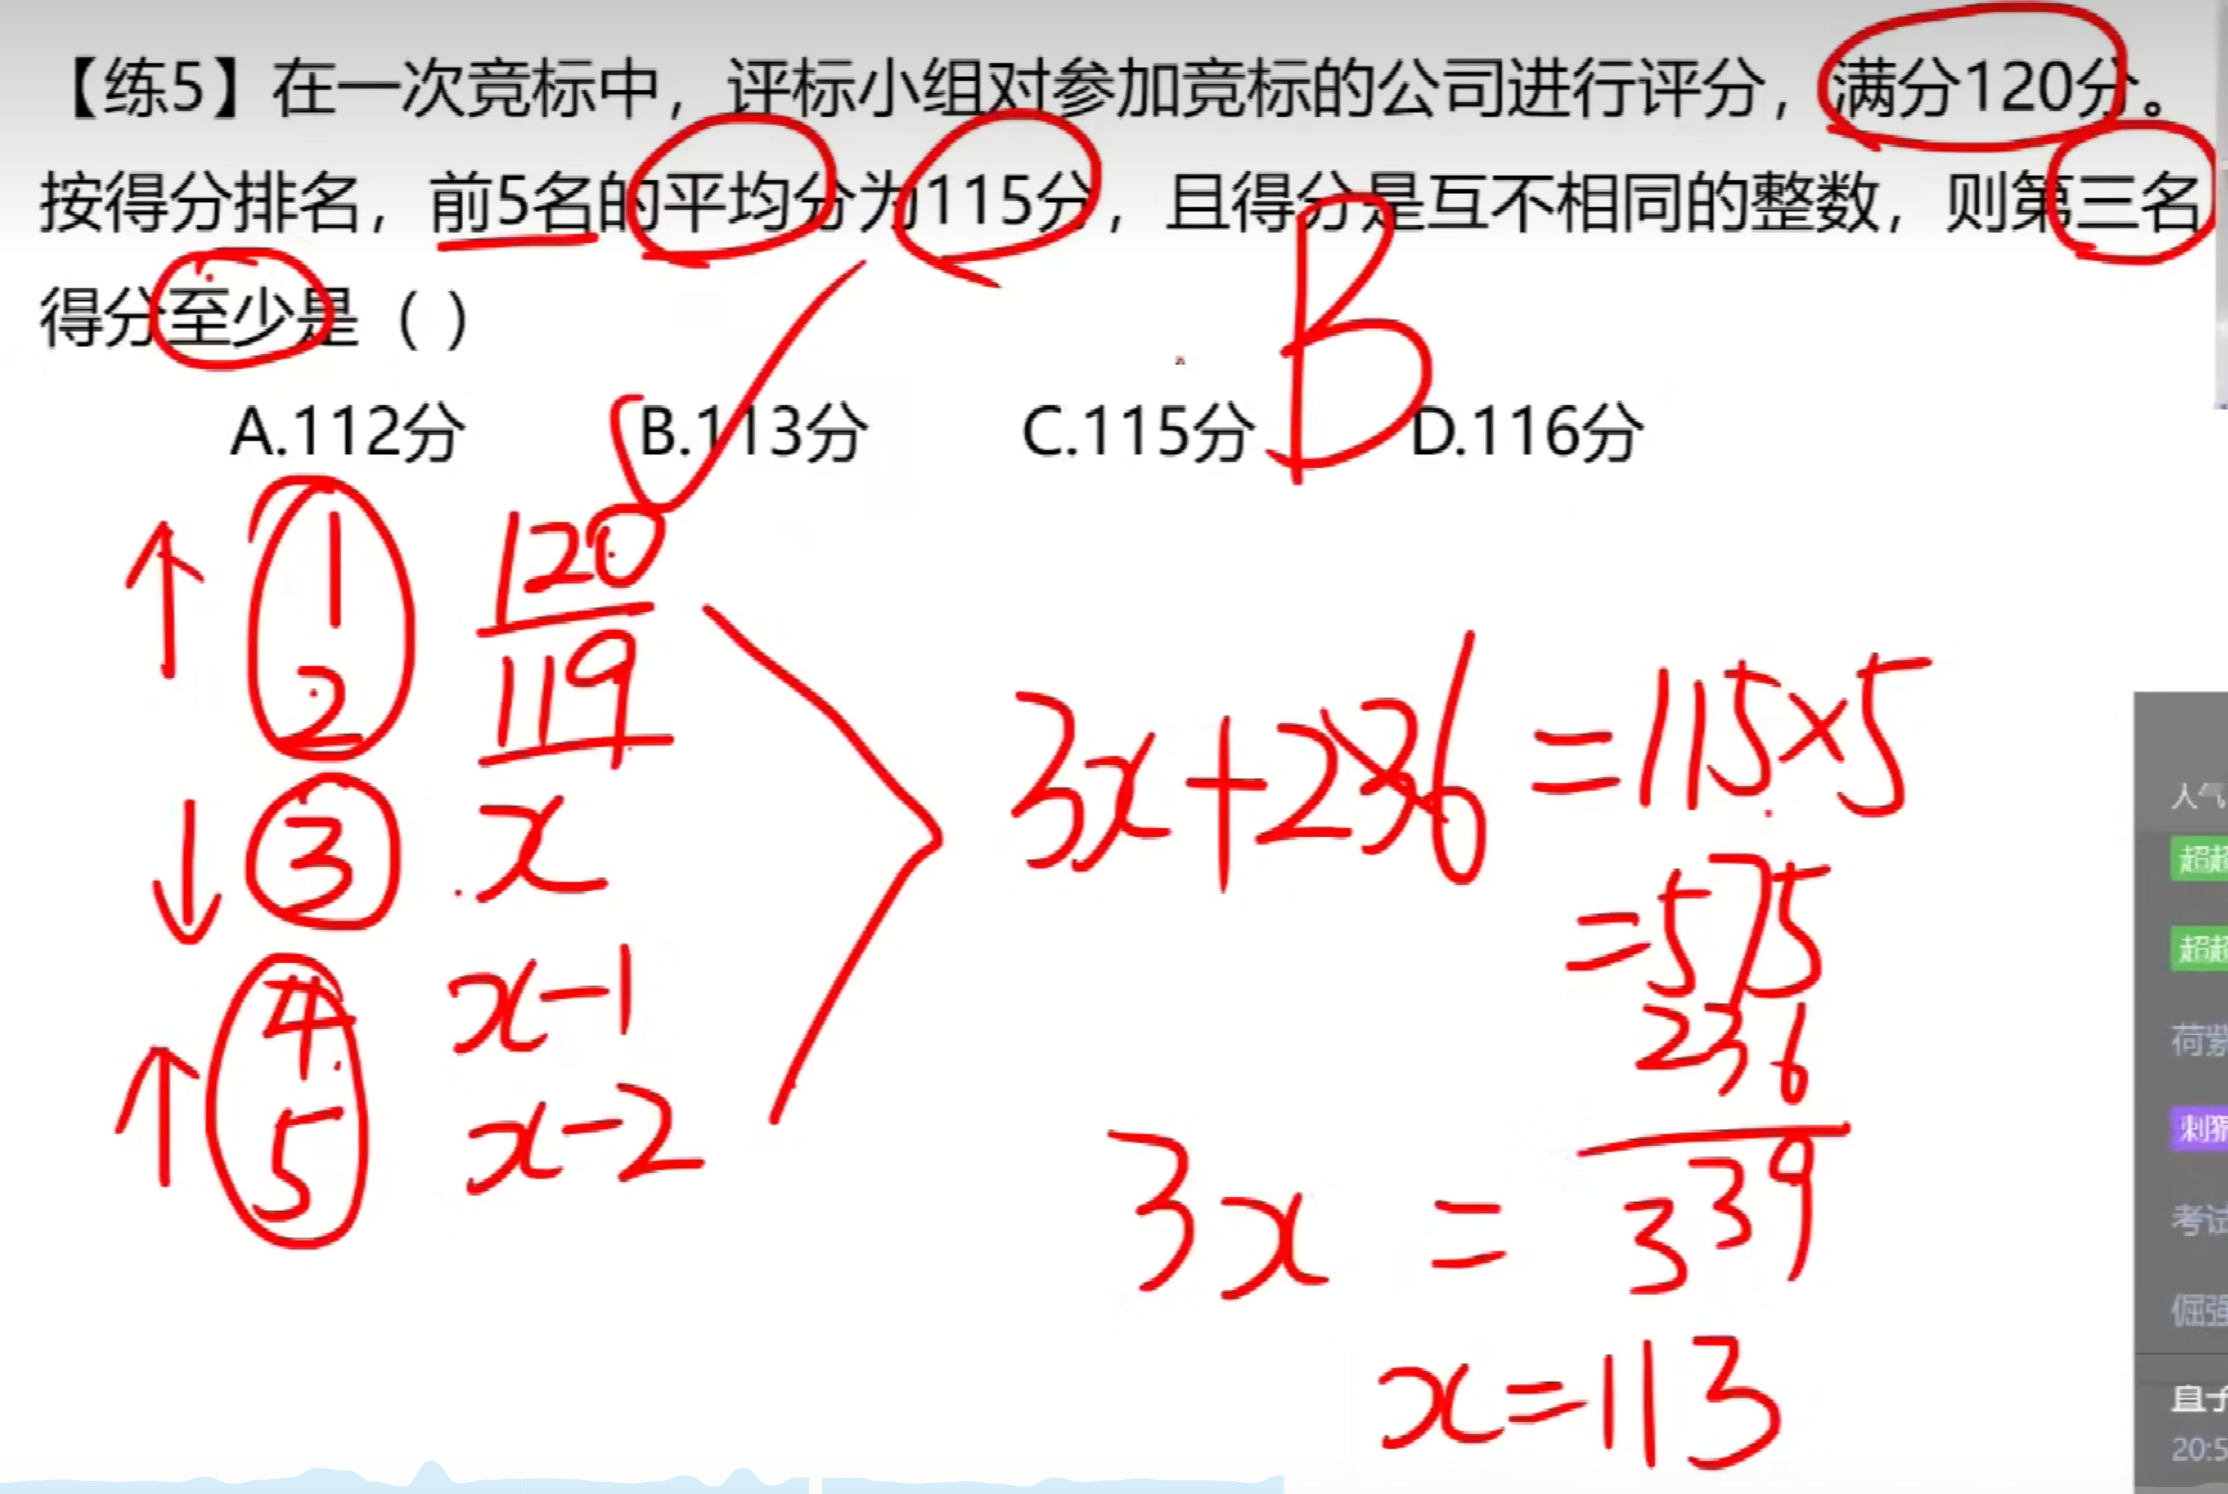 【练5】在一次竞标中，评标小组对参加竞标的公司进行评分，满分120分。
按得分排名，前5名的平均分为115分，且得分是互不相同的整数，则第三名
得分至少是（ ）
B
A.112分 B.113分 C.115分 D.116分
1 120
2 119
3 x
4 x-1
5 x-2
3x+236=115×5
=575
236
3x = 339
x=113
人气
超
超
荷
刺
考试
倔强
20:5